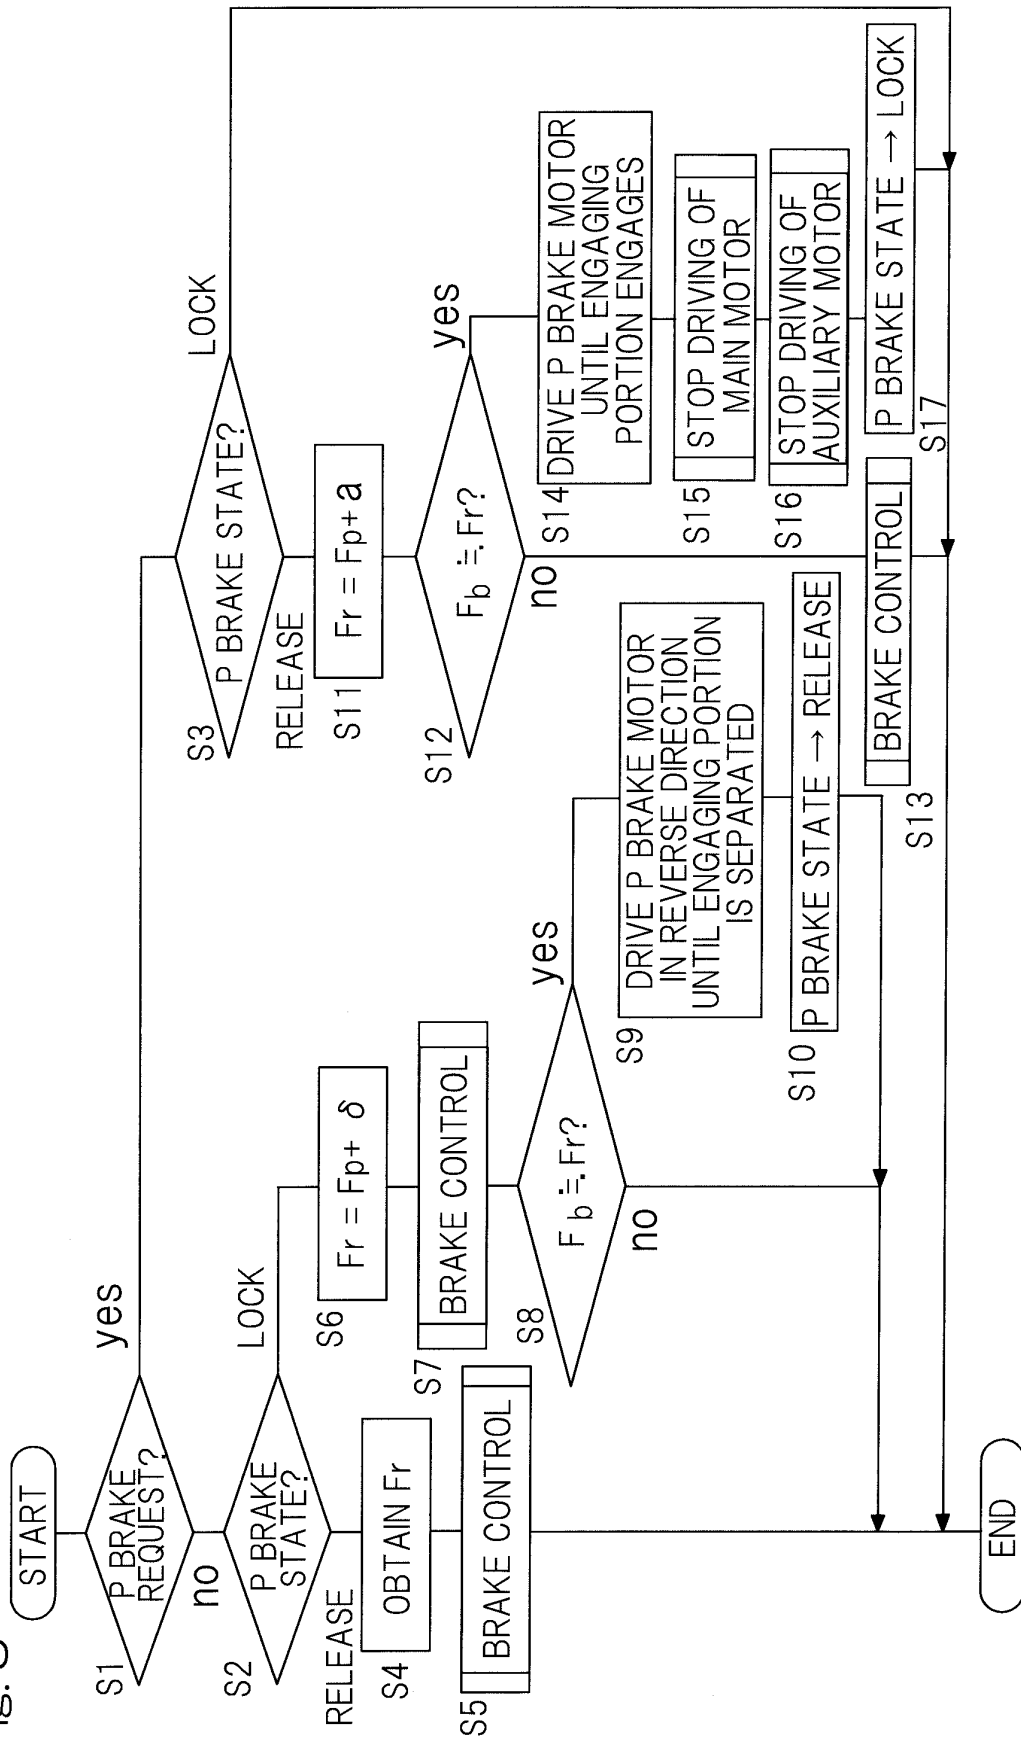 START
S1
P BRAKE
REQUEST?
yes
no
S2
P BRAKE
STATE?
LOCK
RELEASE
S4
OBTAIN Fr
S5
BRAKE CONTROL
S6
Fr = Fp+ δ
S7
BRAKE CONTROL
S8
F b ≒ Fr?
yes
no
S9
DRIVE P BRAKE MOTOR
IN REVERSE DIRECTION
UNTIL ENGAGING PORTION
IS SEPARATED
S10
P BRAKE STATE → RELEASE
S3
P BRAKE STATE?
LOCK
RELEASE
S11
Fr = Fp+a
S12
Fb ≒ Fr?
yes
no
S13
BRAKE CONTROL
S14
DRIVE P BRAKE MOTOR
UNTIL ENGAGING
PORTION ENGAGES
S15
STOP DRIVING OF
MAIN MOTOR
S16
STOP DRIVING OF
AUXILIARY MOTOR
P BRAKE STATE → LOCK
S17
END